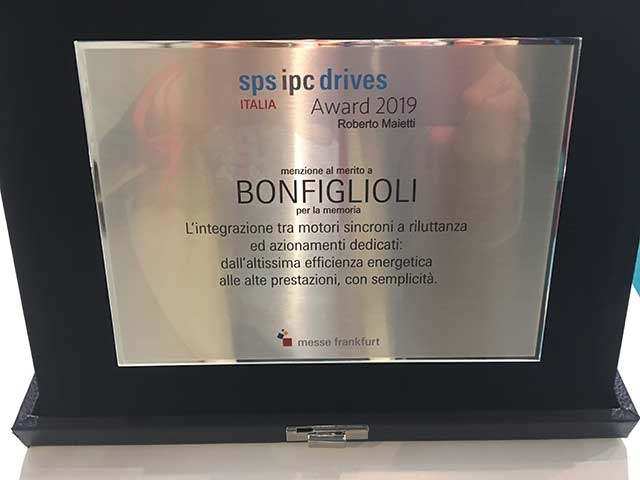 sps ipc drives
ITALIA Award 2019
Roberto Maietti
menzione al merito a
BONFIGLIOLI
per la memoria
L'integrazione tra motori sincroni a riluttanza
ed azionamenti dedicati:
dall'altissima efficienza energetica
alle alte prestazioni, con semplicità.
messe frankfurt